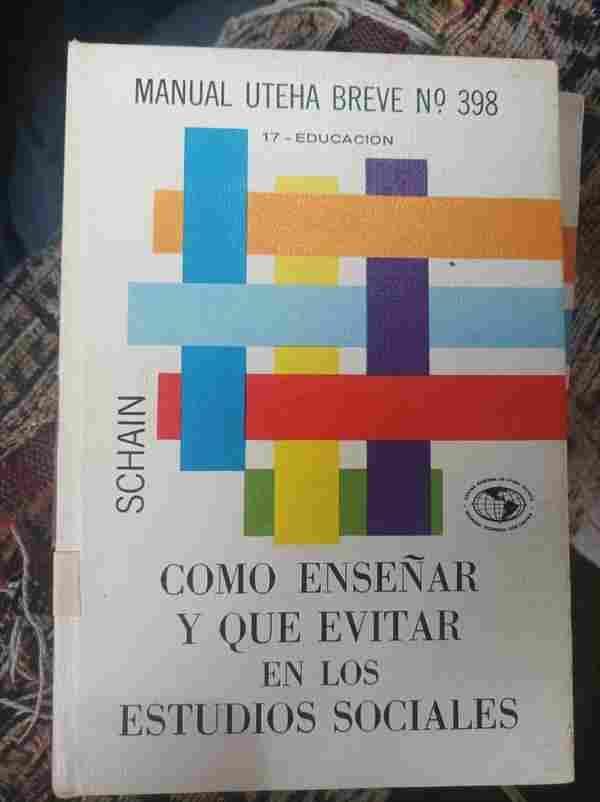 MANUAL UTEHA BREVE Nº 398
17 - EDUCACION
SCHAIN
COMO ENSEÑAR
Y QUE EVITAR
EN LOS
ESTUDIOS SOCIALES